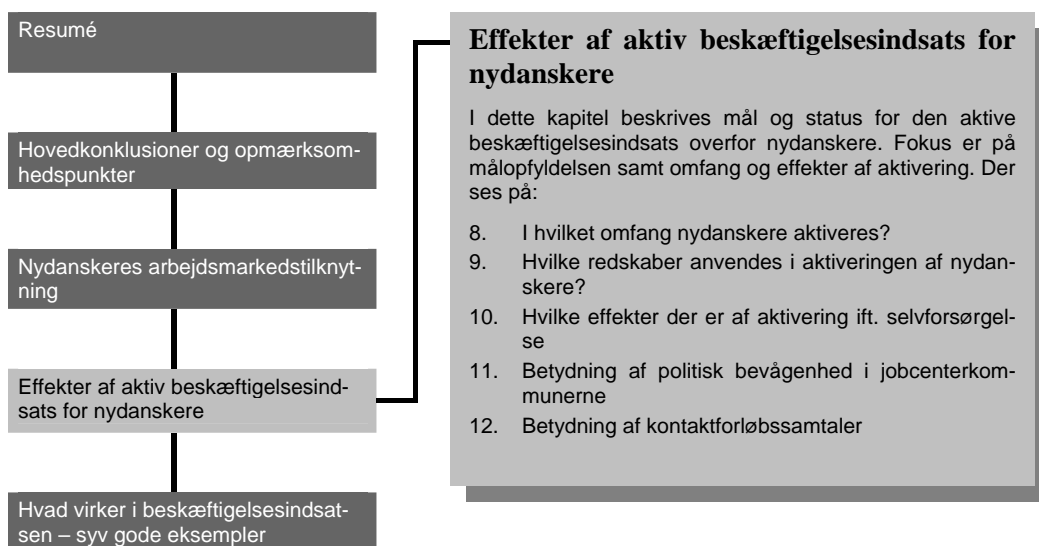 Resumé
Hovedkonklusioner og opmærksom-
hedspunkter
Nydanskeres arbejdsmarkedstilknyt-
ning
Effekter af aktiv beskæftigelsesind-
sats for nydanskere
Hvad virker i beskæftigelsesindsat-
sen – syv gode eksempler
Effekter af aktiv beskæftigelsesindsats for
nydanskere
I dette kapitel beskrives mål og status for den aktive
beskæftigelsesindsats overfor nydanskere. Fokus er på
målopfyldelsen samt omfang og effekter af aktivering. Der
ses på:
8. I hvilket omfang nydanskere aktiveres?
9. Hvilke redskaber anvendes i aktiveringen af nydan-
skere?
10. Hvilke effekter der er af aktivering ift. selvforsørgel-
se
11. Betydning af politisk bevågenhed i jobcenterkom-
munerne
12. Betydning af kontaktforløbssamtaler